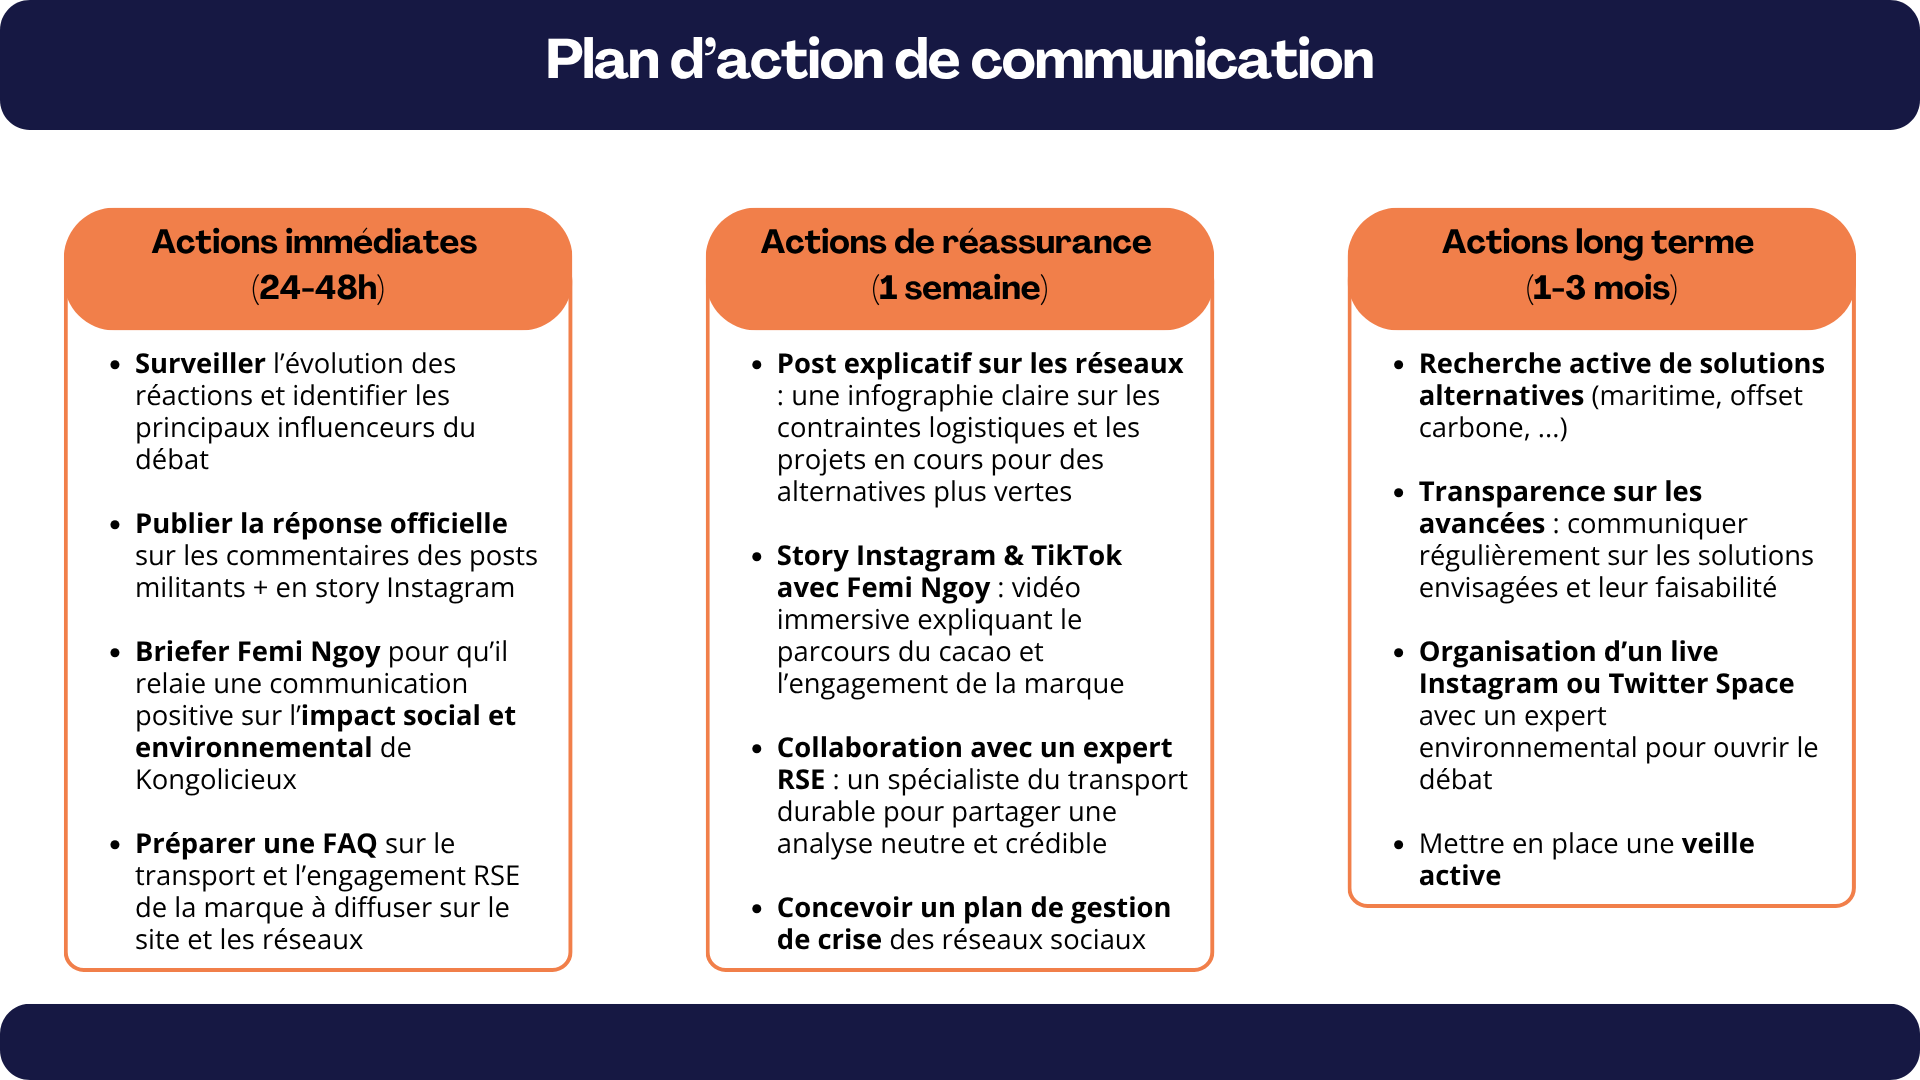 Plan d’action de communication
Actions immédiates
(24-48h)
• Surveiller l’évolution des
réactions et identifier les
principaux influenceurs du
débat
• Publier la réponse officielle
sur les commentaires des posts
militants + en story Instagram
• Briefer Femi Ngoy pour qu’il
relaie une communication
positive sur l’impact social et
environnemental de
Kongolicieux
• Préparer une FAQ sur le
transport et l’engagement RSE
de la marque à diffuser sur le
site et les réseaux
Actions de réassurance
(1 semaine)
• Post explicatif sur les réseaux
: une infographie claire sur les
contraintes logistiques et les
projets en cours pour des
alternatives plus vertes
• Story Instagram & TikTok
avec Femi Ngoy : vidéo
immersive expliquant le
parcours du cacao et
l’engagement de la marque
• Collaboration avec un expert
RSE : un spécialiste du transport
durable pour partager une
analyse neutre et crédible
• Concevoir un plan de gestion
de crise des réseaux sociaux
Actions long terme
(1-3 mois)
• Recherche active de solutions
alternatives (maritime, offset
carbone, ...)
• Transparence sur les
avancées : communiquer
régulièrement sur les solutions
envisagées et leur faisabilité
• Organisation d’un live
Instagram ou Twitter Space
avec un expert
environnemental pour ouvrir le
débat
• Mettre en place une veille
active